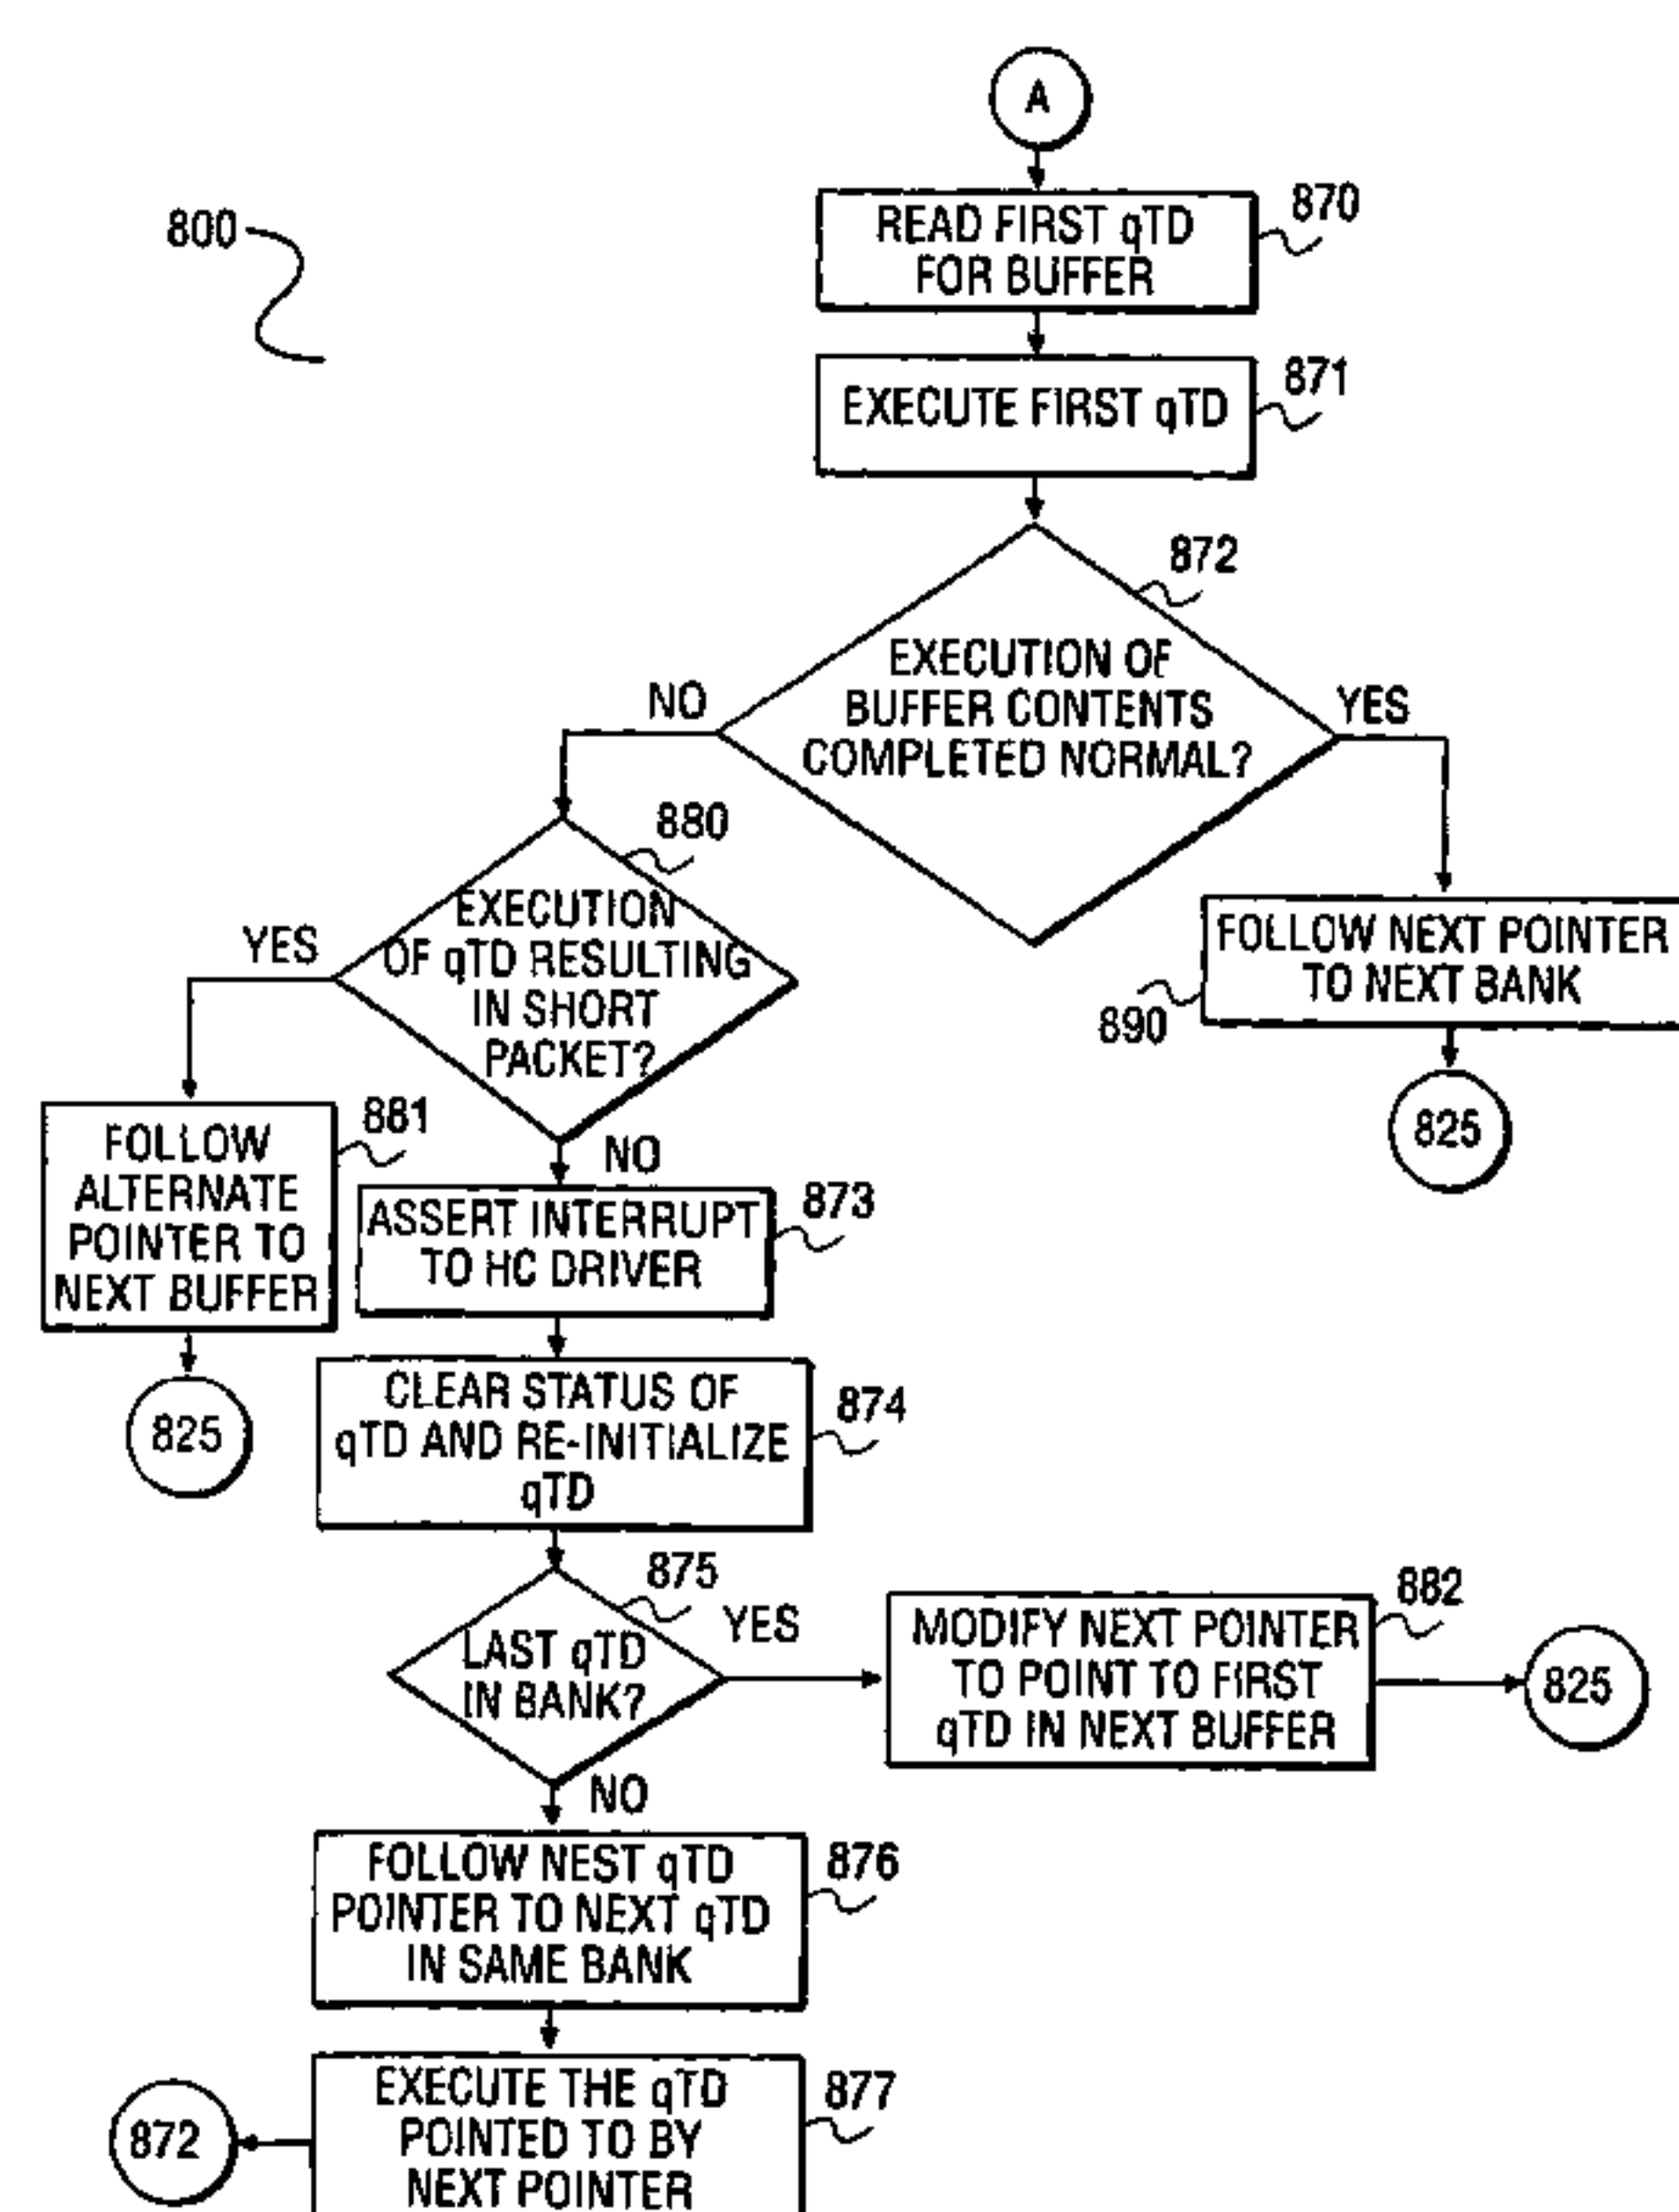 A
READ FIRST qTD
FOR BUFFER
870
800
EXECUTE FIRST qTD
871
872
EXECUTION OF
BUFFER CONTENTS
COMPLETED NORMAL?
NO
YES
880
EXECUTION
OF qTD RESULTING
IN SHORT
PACKET?
YES
NO
FOLLOW NEXT POINTER
TO NEXT BANK
890
825
FOLLOW
ALTERNATE
POINTER TO
NEXT BUFFER
881
825
ASSERT INTERRUPT
TO HC DRIVER
873
CLEAR STATUS OF
qTD AND RE-INITIALIZE
qTD
874
875
LAST qTD
IN BANK?
YES
NO
MODIFY NEXT POINTER
TO POINT TO FIRST
qTD IN NEXT BUFFER
882
825
FOLLOW NEST qTD
POINTER TO NEXT qTD
IN SAME BANK
876
EXECUTE THE qTD
POINTED TO BY
NEXT POINTER
877
872